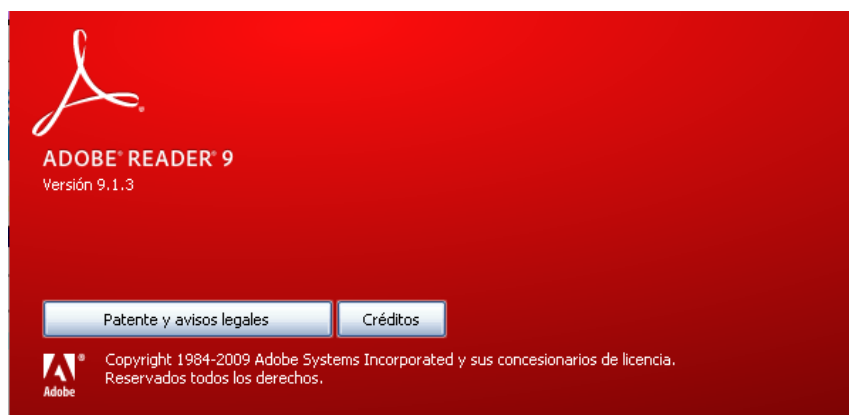 ADOBE® READER® 9
Versión 9.1.3
Patente y avisos legales
Créditos
Copyright 1984-2009 Adobe Systems Incorporated y sus concesionarios de licencia.
Reservados todos los derechos.
Adobe